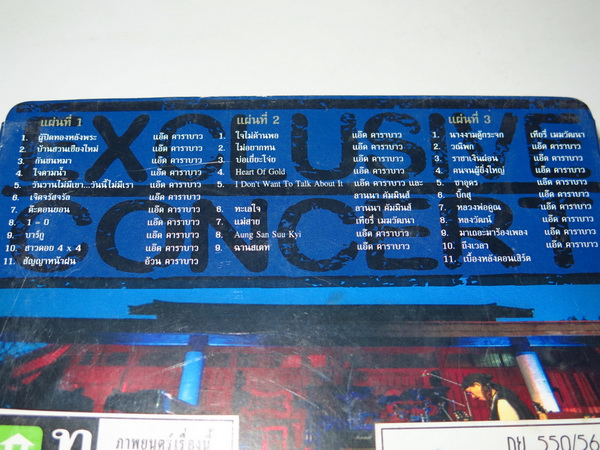 EXCLUSIVE
CONCERT
แผ่นที่ 1
1. ผู้ปิดทองหลังพระ แอ๊ด คาราบาว
2. บ้านสวนเชียงใหม่ แอ๊ด คาราบาว
3. กัมชนหมา แอ๊ด คาราบาว
4. ใจตามน้ำ แอ๊ด คาราบาว
5. วันวานไม่มีเขา...วันนี้ไม่มีเรา แอ๊ด คาราบาว
6. เจิดจรัสจรัล แอ๊ด คาราบาว
7. ต๊ะตอนยอน แอ๊ด คาราบาว
8. 1 - 0 แอ๊ด คาราบาว
9. บาร์กู แอ๊ด คาราบาว
10. สาวดอย 4 x 4 แอ๊ด คาราบาว
11. สัญญาหน้าฝน อ้วน คาราบาว
แผ่นที่ 2
1. ใจไม่ด้านพอ แอ๊ด คาราบาว
2. ไม่อยากทน แอ๊ด คาราบาว
3. บ่อเยี่ยะโจ่ย แอ๊ด คาราบาว
4. Heart Of Gold แอ๊ด คาราบาว
5. I Don't Want To Talk About It แอ๊ด คาราบาว และ
ลานนา คัมมินส์
6. ทะเลใจ ลานนา คัมมินส์
7. แม่สาย เทียรี่ เมฆวัฒนา
8. Aung San Suu Kyi แอ๊ด คาราบาว
9. ฉานสเตท แอ๊ด คาราบาว
แผ่นที่ 3
1. นางงามตู้กระจก เทียรี่ เมฆวัฒนา
2. วณิพก แอ๊ด คาราบาว
3. ราชาเงินผ่อน แอ๊ด คาราบาว
4. คนจนผู้ยิ่งใหญ่ แอ๊ด คาราบาว
5. ซาอุดร แอ๊ด คาราบาว
6. ถึกสุ แอ๊ด คาราบาว
7. หลวงพ่อคูณ แอ๊ด คาราบาว
8. หลวงวัฒน์ แอ๊ด คาราบาว
9. มาเถอะมาร้องเพลง แอ๊ด คาราบาว
10. ถึงเวลา แอ๊ด คาราบาว
11. เบื้องหลังคอนเสิร์ต
ท
ภาพยนตร์เรื่องนี้
ภย 550/56